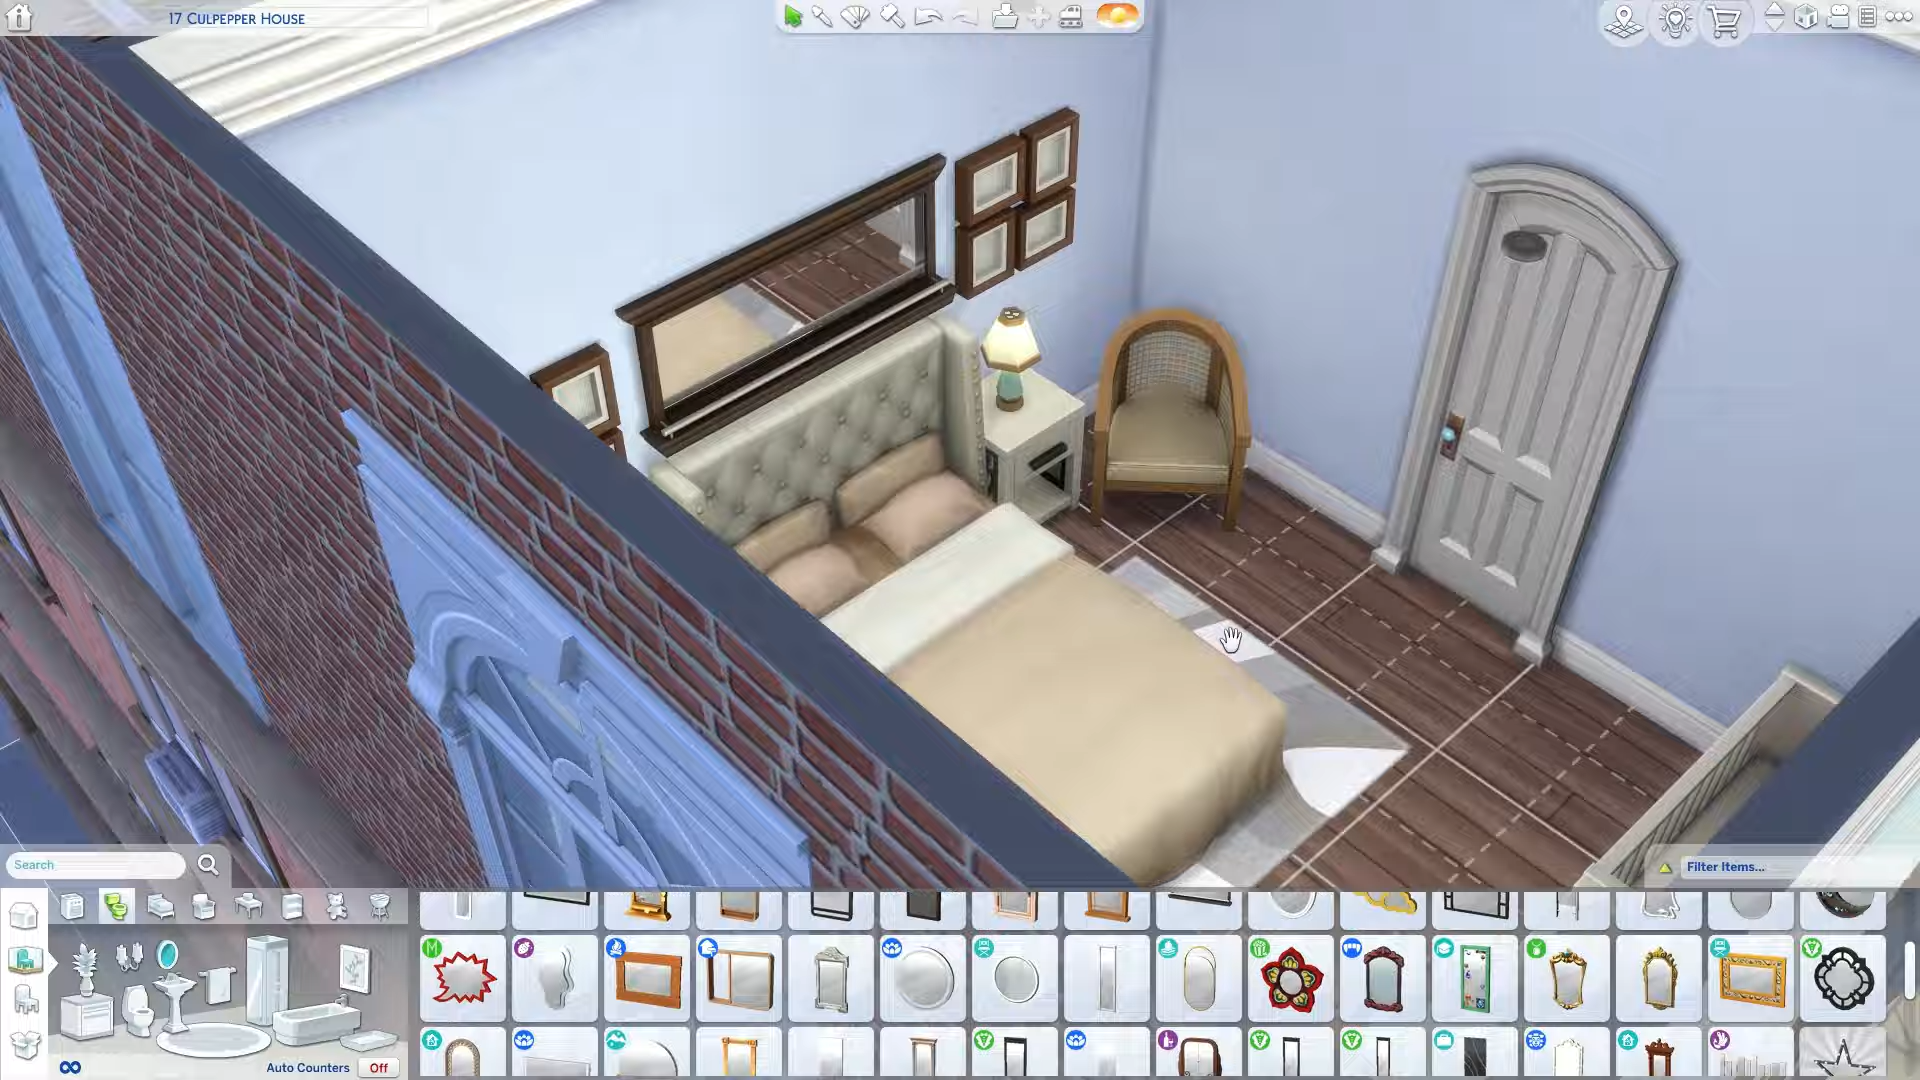 17 Culpepper House
Search
Filter Items...
Auto Counters
Off